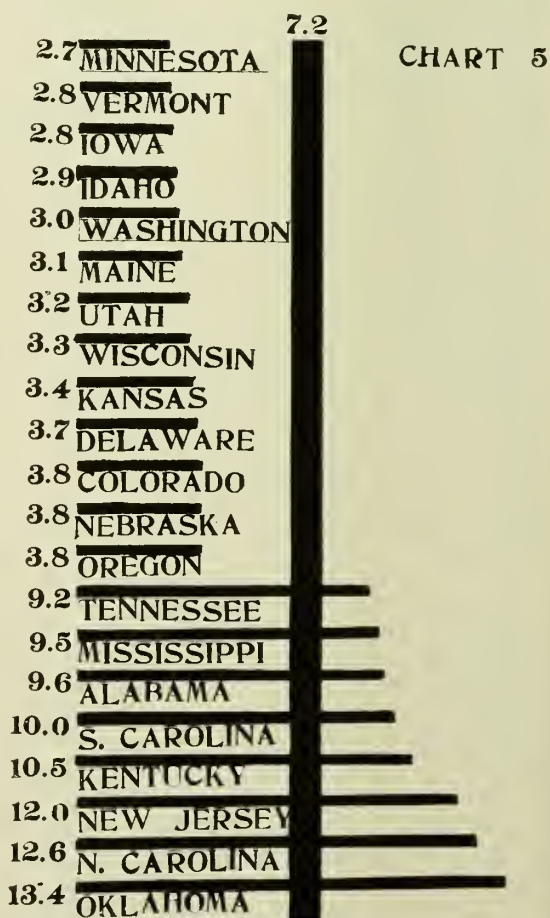 7.2
CHART 5
2.7 MINNESOTA
2.8 VERMONT
2.8 IOWA
2.9 IDAHO
3.0 WASHINGTON
3.1 MAINE
3.2 UTAH
3.3 WISCONSIN
3.4 KANSAS
3.7 DELAWARE
3.8 COLORADO
3.8 NEBRASKA
3.8 OREGON
9.2 TENNESSEE
9.5 MISSISSIPPI
9.6 ALABAMA
10.0 S. CAROLINA
10.5 KENTUCKY
12.0 NEW JERSEY
12.6 N. CAROLINA
13.4 OKLAHOMA